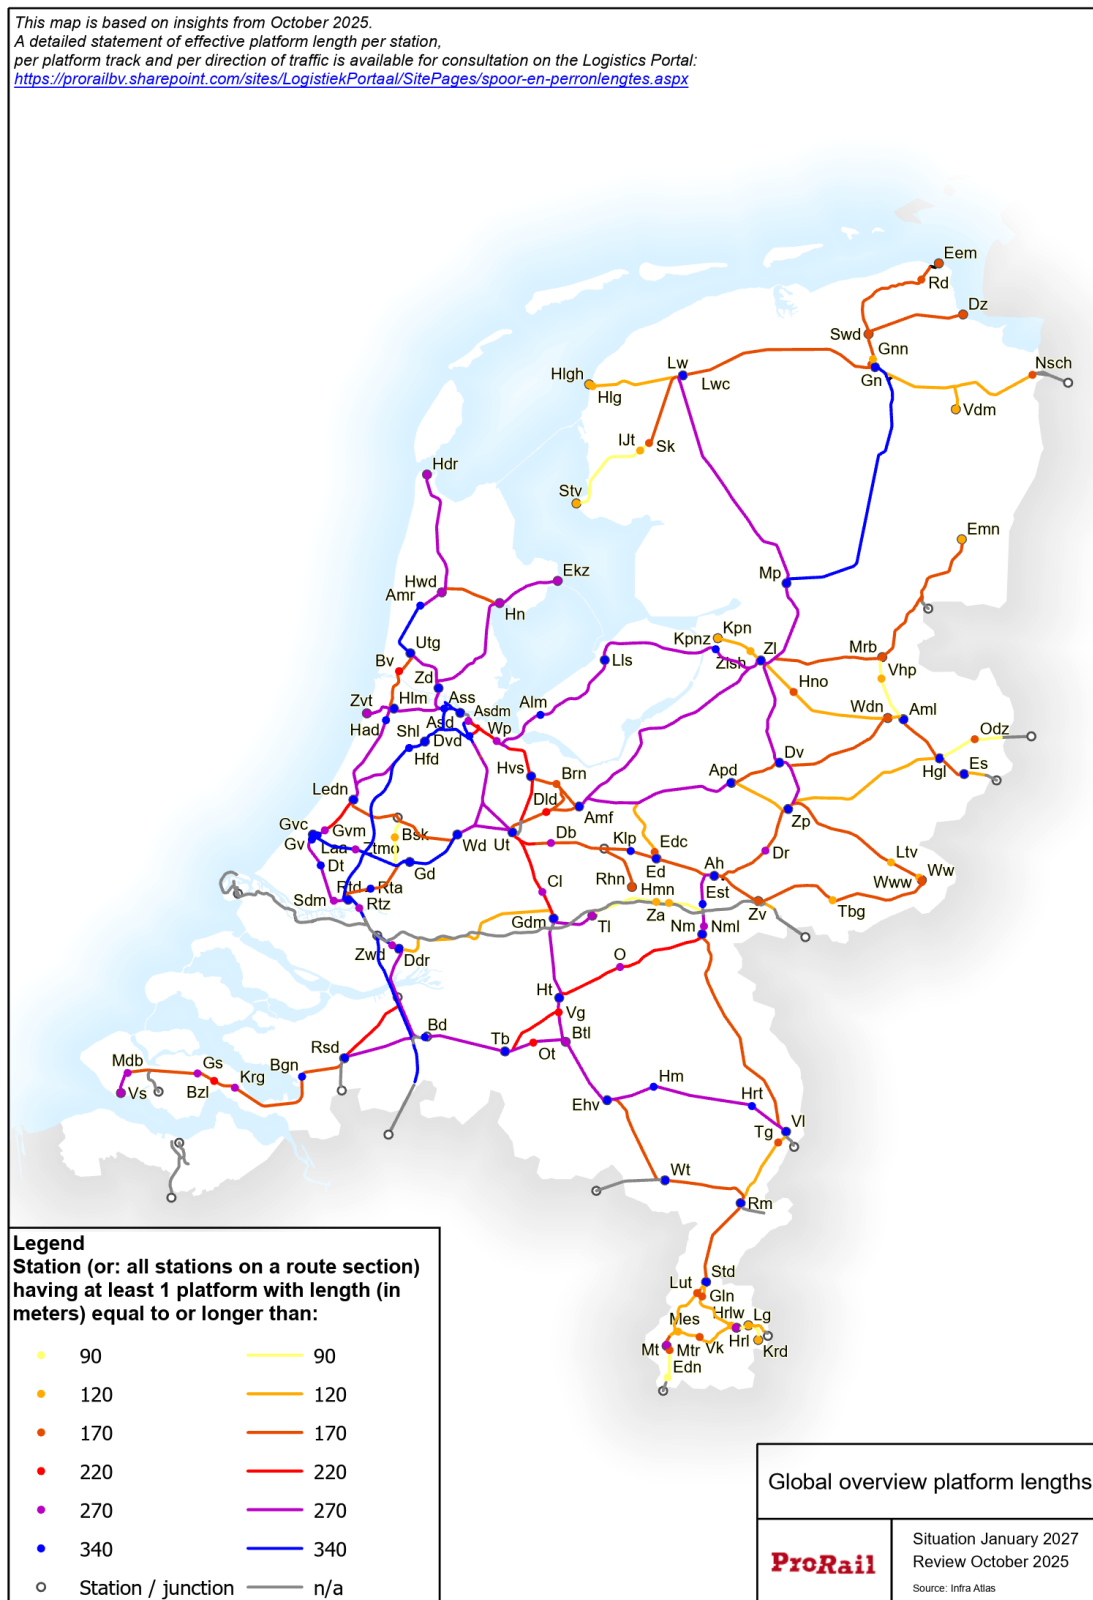 This map is based on insights from October 2025.
A detailed statement of effective platform length per station,
per platform track and per direction of traffic is available for consultation on the Logistics Portal:
https://prorailbv.sharepoint.com/sites/LogistiekPortaal/SitePages/spoor-en-perronlengtes.aspx
Eem
Rd
Dz
Swd
Gnn
Gn
Nsch
Vdm
Lw
Lwc
Hlgh
Hlg
IJt
Sk
Stv
Hdr
Emn
Mp
Ekz
Hwd
Amr
Hn
Utg
Bv
Kpn
Kpnz
Zlsh
Zl
Mrb
Vhp
Lls
Zd
Hno
Zvt
Hlm
Ass
Asdm
Alm
Wdn
Aml
Had
Shl
Asd
Dvd
Wp
Odz
Hfd
Hvs
Brn
Apd
Dv
Hgl
Es
Ledn
Dld
Amf
Zp
Gvc
Gvm
Bsk
Gv
Laa
Ztmo
Wd
Ut
Db
Klp
Edc
Dt
Gd
Ed
Ah
Dr
Ltv
Ww
Www
Rtd
Rta
Cl
Rhn
Hmn
Est
Sdm
Rtz
Za
Zv
Tbg
Gdm
Tl
Nm
Nml
Zwd
Ddr
O
Ht
Vg
Bd
Tb
Btl
Rsd
Ot
Mdb
Gs
Bgn
Vs
Bzl
Krg
Hm
Ehv
Hrt
Vl
Tg
Wt
Rm
Std
Lut
Gln
Hrlw
Lg
Mes
Hrl
Vk
Krd
Mt
Mtr
Edn
Legend
Station (or: all stations on a route section)
having at least 1 platform with length (in
meters) equal to or longer than:
90 90
120 120
170 170
220 220
270 270
340 340
Station / junction n/a
Global overview platform lengths
ProRail
Situation January 2027
Review October 2025
Source: Infra Atlas